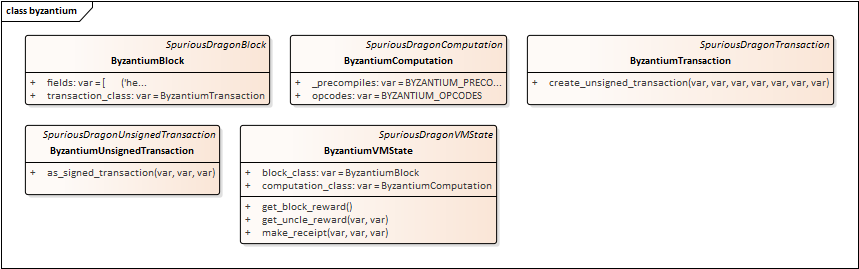 class byzantium
SpuriousDragonBlock
ByzantiumBlock
+ fields: var = [ ('he...
+ transaction_class: var = ByzantiumTransaction
SpuriousDragonComputation
ByzantiumComputation
+ _precompiles: var = BYZANTIUM_PRECO...
+ opcodes: var = BYZANTIUM_OPCODES
SpuriousDragonTransaction
ByzantiumTransaction
+ create_unsigned_transaction(var, var, var, var, var, var, var)
SpuriousDragonUnsignedTransaction
ByzantiumUnsignedTransaction
+ as_signed_transaction(var, var, var)
SpuriousDragonVMState
ByzantiumVMState
+ block_class: var = ByzantiumBlock
+ computation_class: var = ByzantiumComputation
+ get_block_reward()
+ get_uncle_reward(var, var)
+ make_receipt(var, var, var)